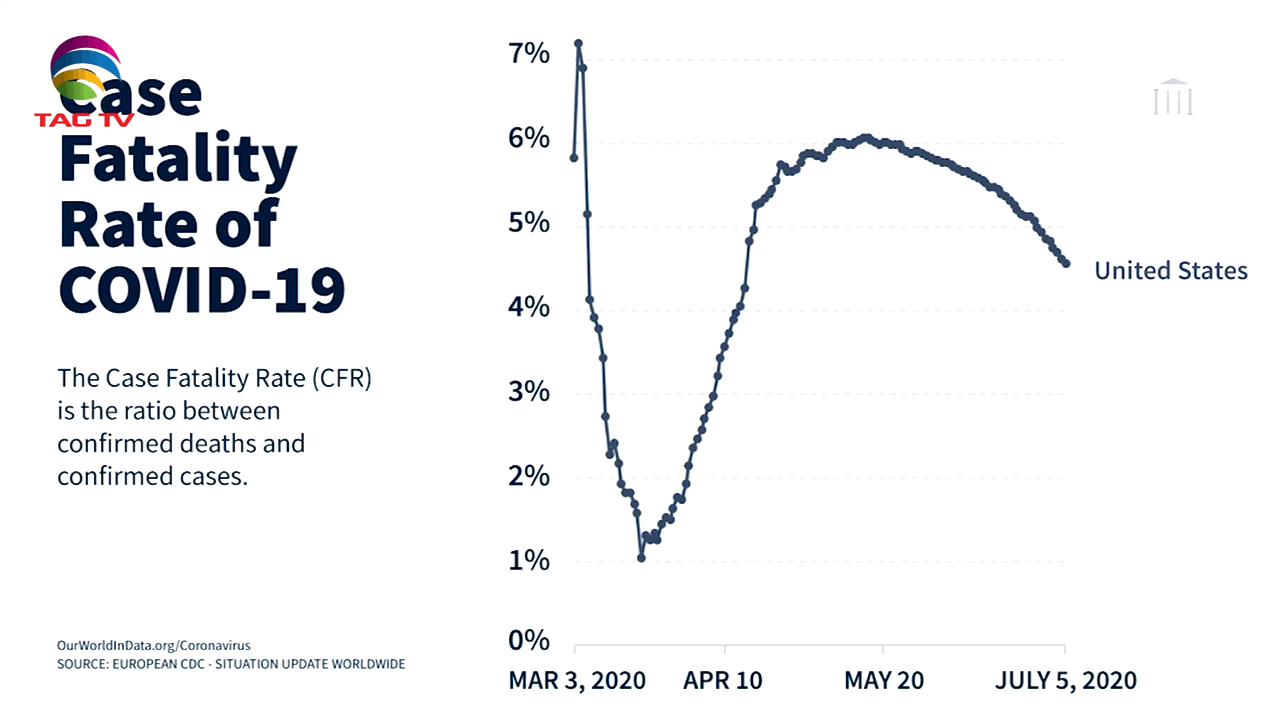 TAG TV
Case
Fatality
Rate of
COVID-19
The Case Fatality Rate (CFR)
is the ratio between
confirmed deaths and
confirmed cases.
OurWorldInData.org/Coronavirus
SOURCE: EUROPEAN CDC - SITUATION UPDATE WORLDWIDE
7%
6%
5%
4%
3%
2%
1%
0%
MAR 3, 2020 APR 10 MAY 20 JULY 5, 2020
United States